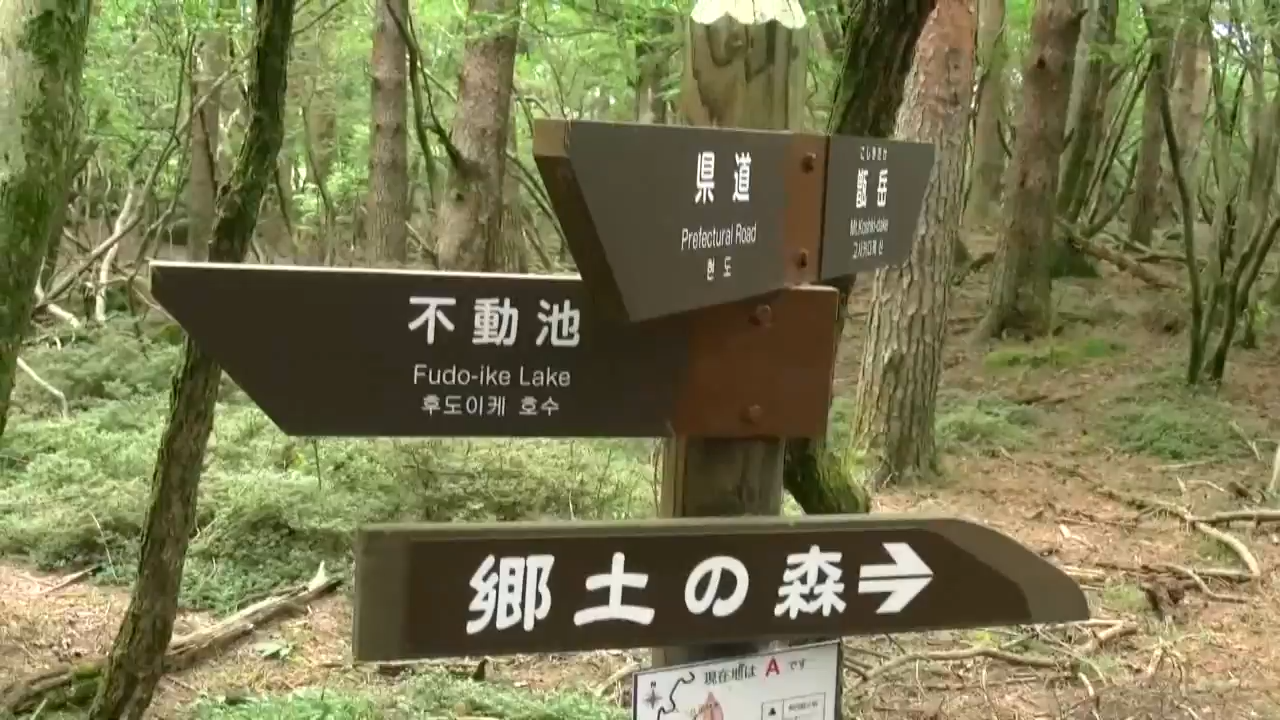 県道
Prefectural Road
현도
こしきだけ
甑岳
Mt.Koshiki-dake
고시키다케 산
不動池
Fudo-ike Lake
후도이케 호수
郷土の森→
現在地は A です